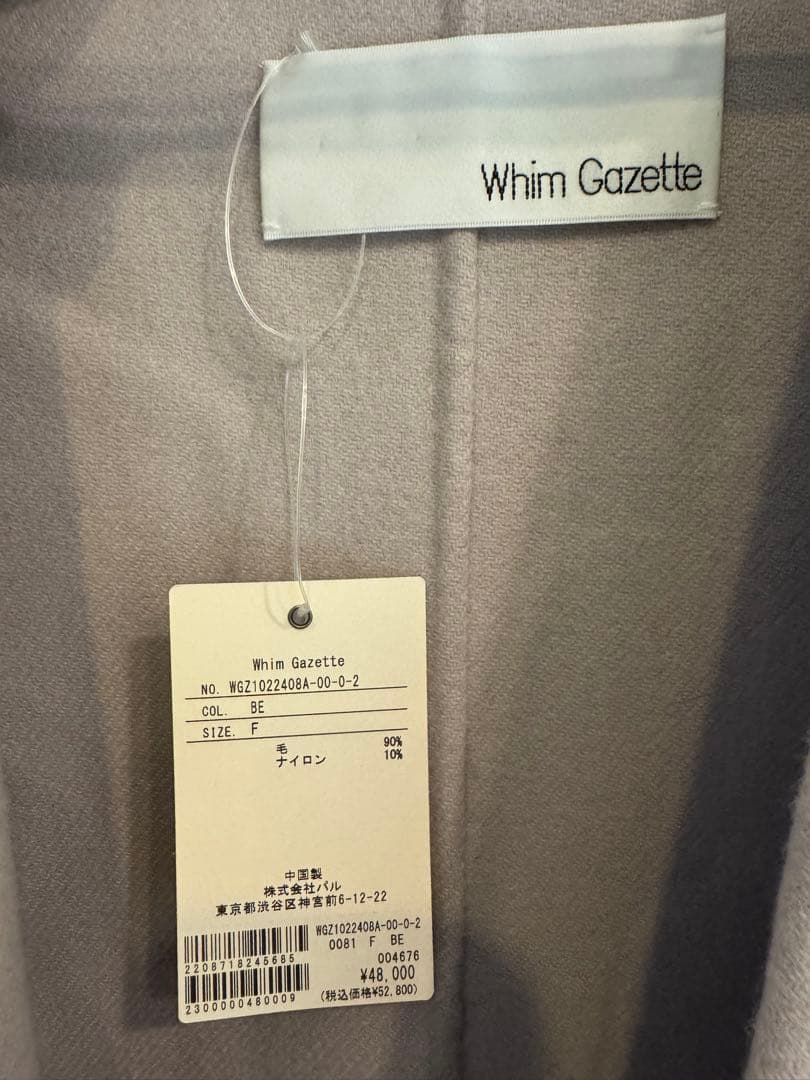 Whim Gazette
Whim Gazette
NO. WGZ1022408A-00-0-2
COL. BE
SIZE. F
毛 90%
ナイロン 10%
中国製
株式会社パル
東京都渋谷区神宮前6-12-22
WGZ1022408A-00-0-2
0081 F BE
2208718245685
004676
¥48,000
2300000480009
(税込価格¥52,800)